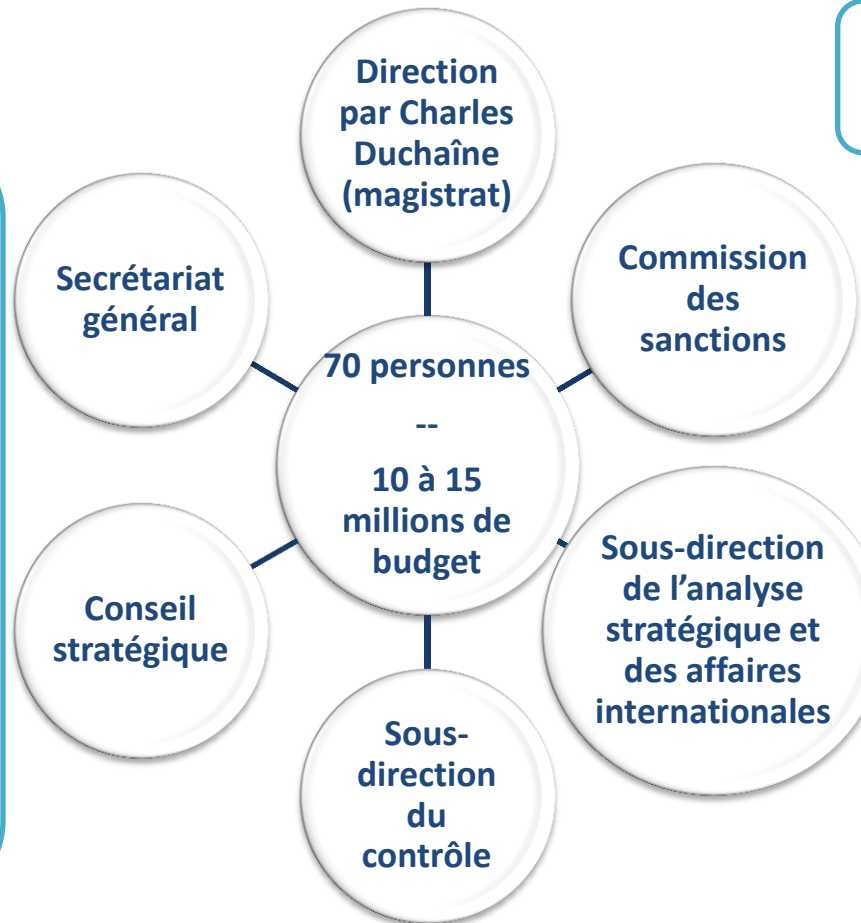 Direction
par Charles
Duchaîne
(magistrat)
Commission
des
sanctions
Sous-direction
de l’analyse
stratégique et
des affaires
internationales
Sous-
direction
du
contrôle
Conseil
stratégique
Secrétariat
général
70 personnes
--
10 à 15
millions de
budget